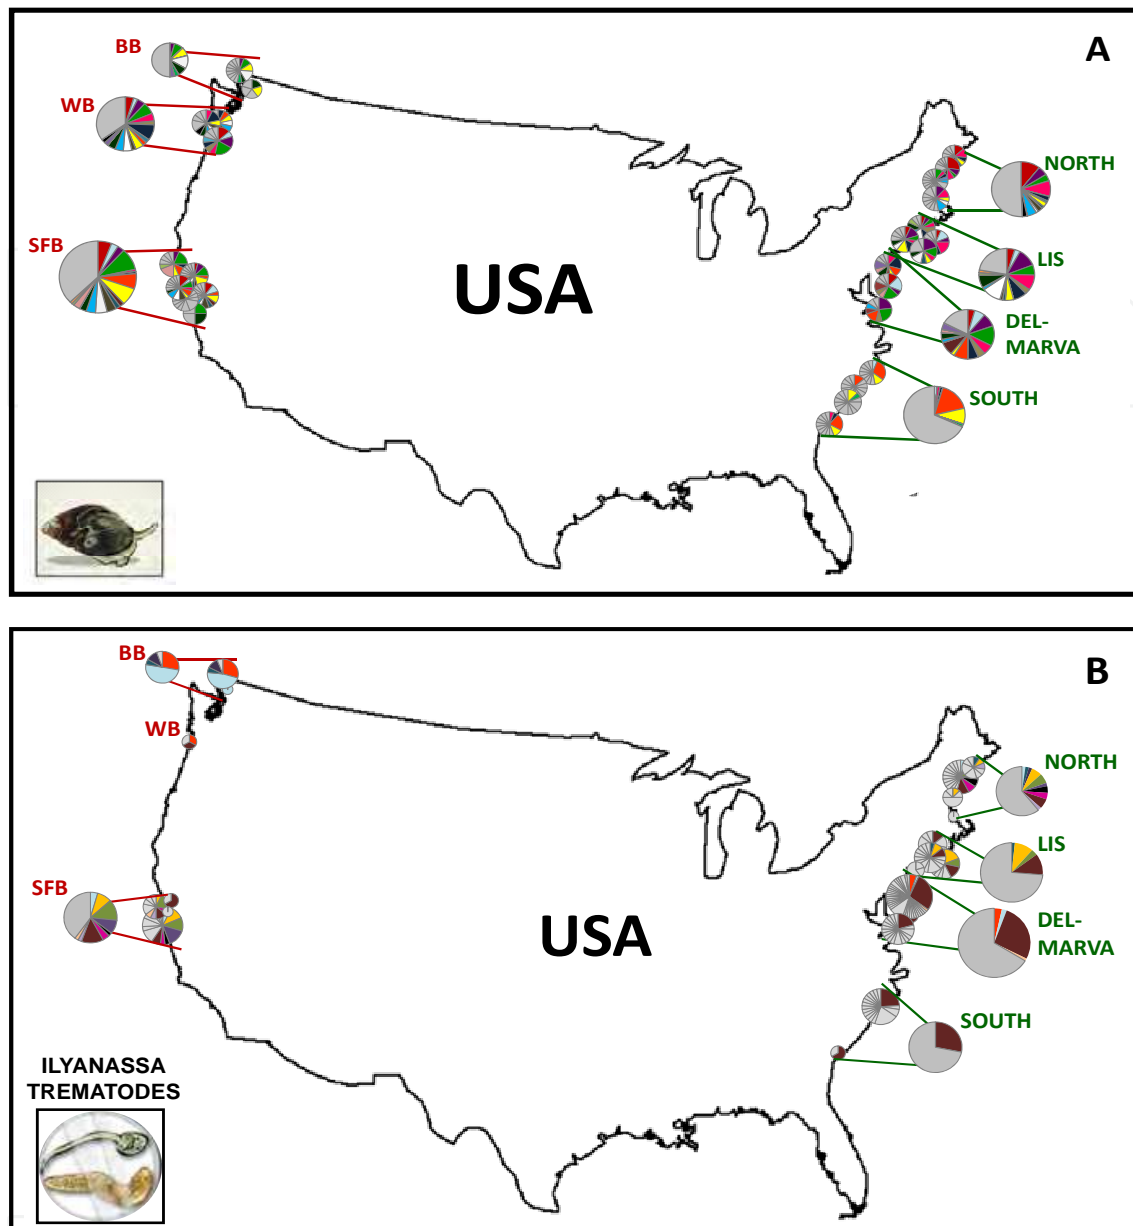 A
BB
WB
SFB
USA
NORTH
LIS
DEL-
MARVA
SOUTH
B
BB
WB
SFB
USA
NORTH
LIS
DEL-
MARVA
SOUTH
ILYANASSA
TREMATODES